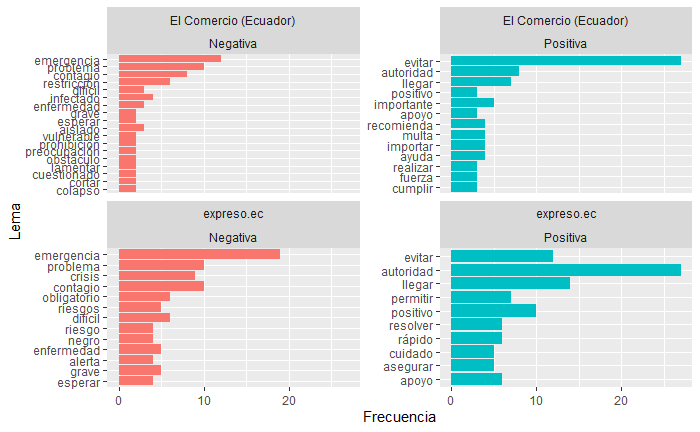 El Comercio (Ecuador)
Negativa
emergencia
problema
contagio
restricción
difícil
infectado
enfermedad
grave
esperar
aislado
vulnerable
prohibición
preocupación
obstáculo
lamentar
cuestionado
cortar
colapso
El Comercio (Ecuador)
Positiva
evitar
autoridad
llegar
positivo
importante
apoyo
recomienda
multa
importar
ayuda
realizar
fuerza
cumplir
expreso.ec
Negativa
emergencia
problema
crisis
contagio
obligatorio
riesgos
difícil
riesgo
negro
enfermedad
alerta
grave
esperar
0 10 20
expreso.ec
Positiva
evitar
autoridad
llegar
permitir
positivo
resolver
rápido
cuidado
asegurar
apoyo
0 10 20
Lema
Frecuencia